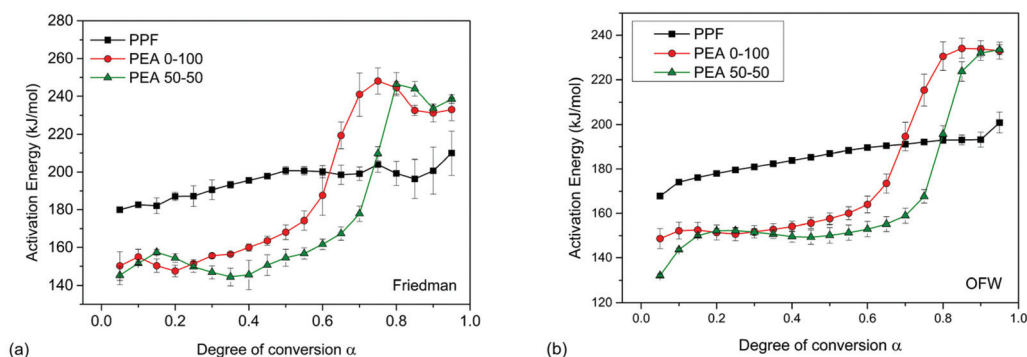 (a)
Activation Energy (kJ/mol)
260
240
220
200
180
160
140
PPF
PEA 0-100
PEA 50-50
Friedman
0.0 0.2 0.4 0.6 0.8 1.0
Degree of conversion α
(b)
Activation Energy (kJ/mol)
240
220
200
180
160
140
120
PPF
PEA 0-100
PEA 50-50
OFW
0.0 0.2 0.4 0.6 0.8 1.0
Degree of conversion α